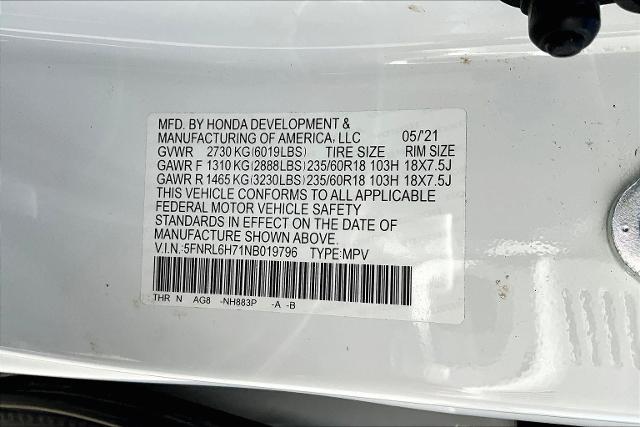 MFD. BY HONDA DEVELOPMENT &
MANUFACTURING OF AMERICA, LLC 05/'21
GVWR 2730 KG (6019LBS) TIRE SIZE RIM SIZE
GAWR F 1310 KG (2888LBS) 235/60R18 103H 18X7.5J
GAWR R 1465 KG (3230LBS) 235/60R18 103H 18X7.5J
THIS VEHICLE CONFORMS TO ALL APPLICABLE
FEDERAL MOTOR VEHICLE SAFETY
STANDARDS IN EFFECT ON THE DATE OF
MANUFACTURE SHOWN ABOVE.
V.I.N.:5FNRL6H71NB019796 TYPE:MPV
THR N AG8 -NH883P -A -B